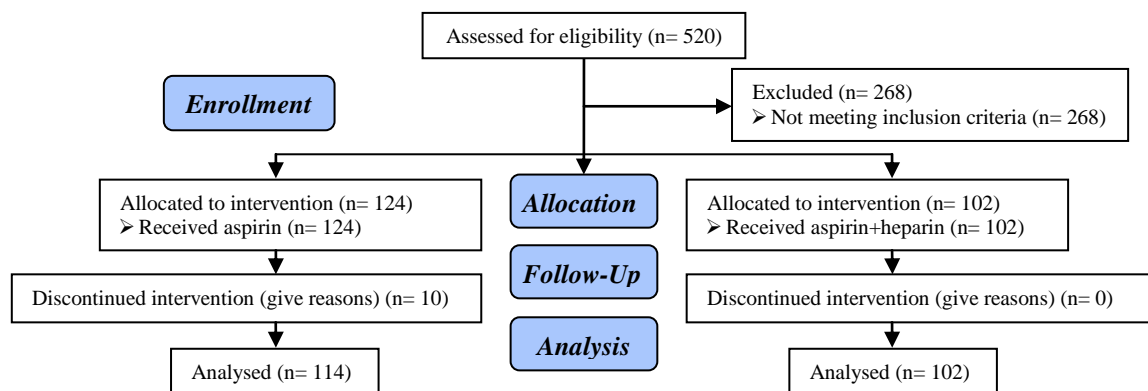 Assessed for eligibility (n= 520)
Enrollment
Excluded (n= 268)
➢ Not meeting inclusion criteria (n= 268)
Allocated to intervention (n= 124)
➢ Received aspirin (n= 124)
Allocation
Allocated to intervention (n= 102)
➢ Received aspirin+heparin (n= 102)
Follow-Up
Discontinued intervention (give reasons) (n= 10)
Discontinued intervention (give reasons) (n= 0)
Analysis
Analysed (n= 114)
Analysed (n= 102)